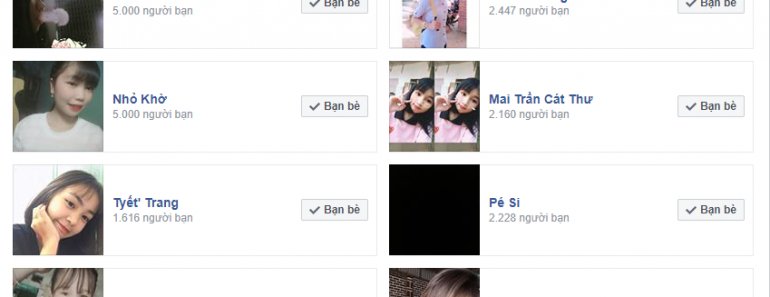 5.000 người bạn
Bạn bè
2.447 người bạn
Bạn bè
Nhỏ Khờ
5.000 người bạn
Bạn bè
Mai Trần Cát Thư
2.160 người bạn
Bạn bè
Tyết' Trang
1.616 người bạn
Bạn bè
Pé Si
2.228 người bạn
Bạn bè